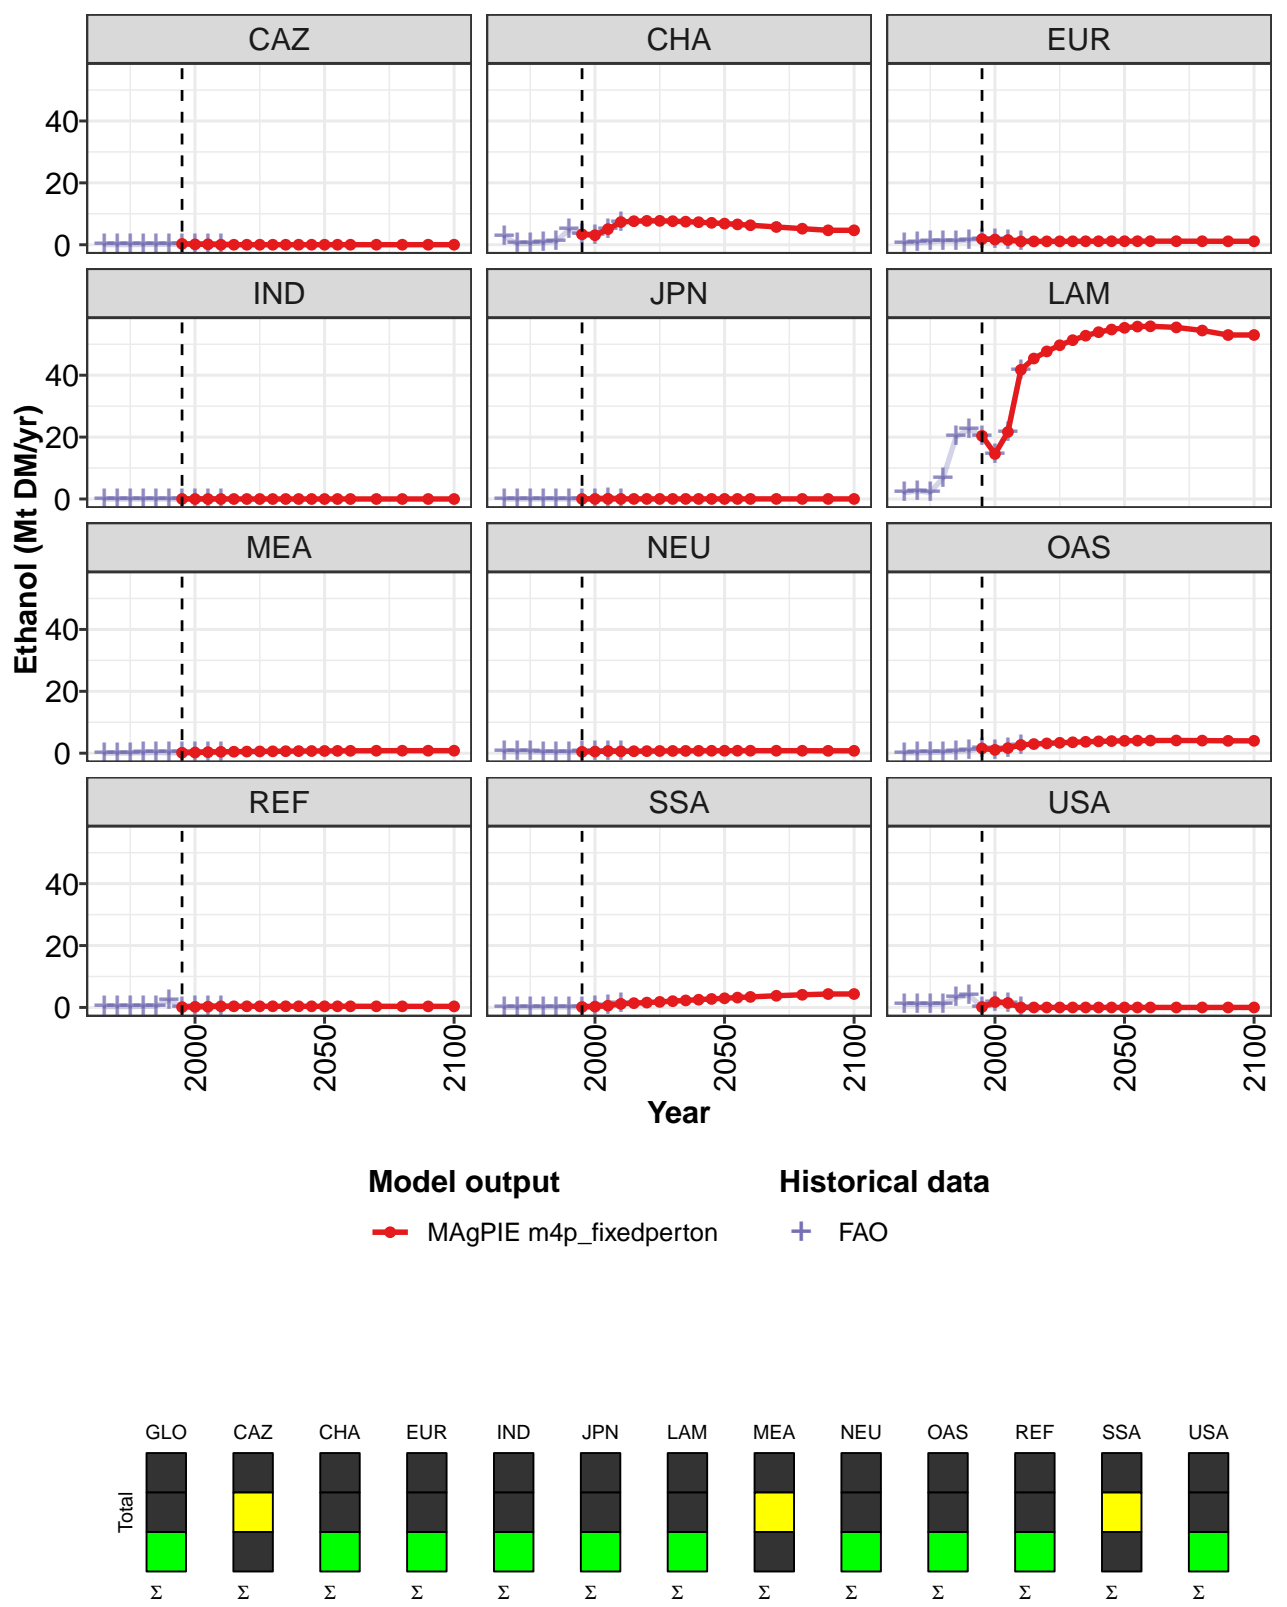 CAZ CHA EUR
40
20
0
IND JPN LAM
40
20
0
MEA NEU OAS
40
20
0
REF SSA USA
40
20
0
Ethanol (Mt DM/yr)
2000 2050 2100 2000 2050 2100 2000 2050 2100
Year
Model output Historical data
MAgPIE m4p_fixedperton FAO
GLO CAZ CHA EUR IND JPN LAM MEA NEU OAS REF SSA USA
Total
Σ Σ Σ Σ Σ Σ Σ Σ Σ Σ Σ Σ Σ